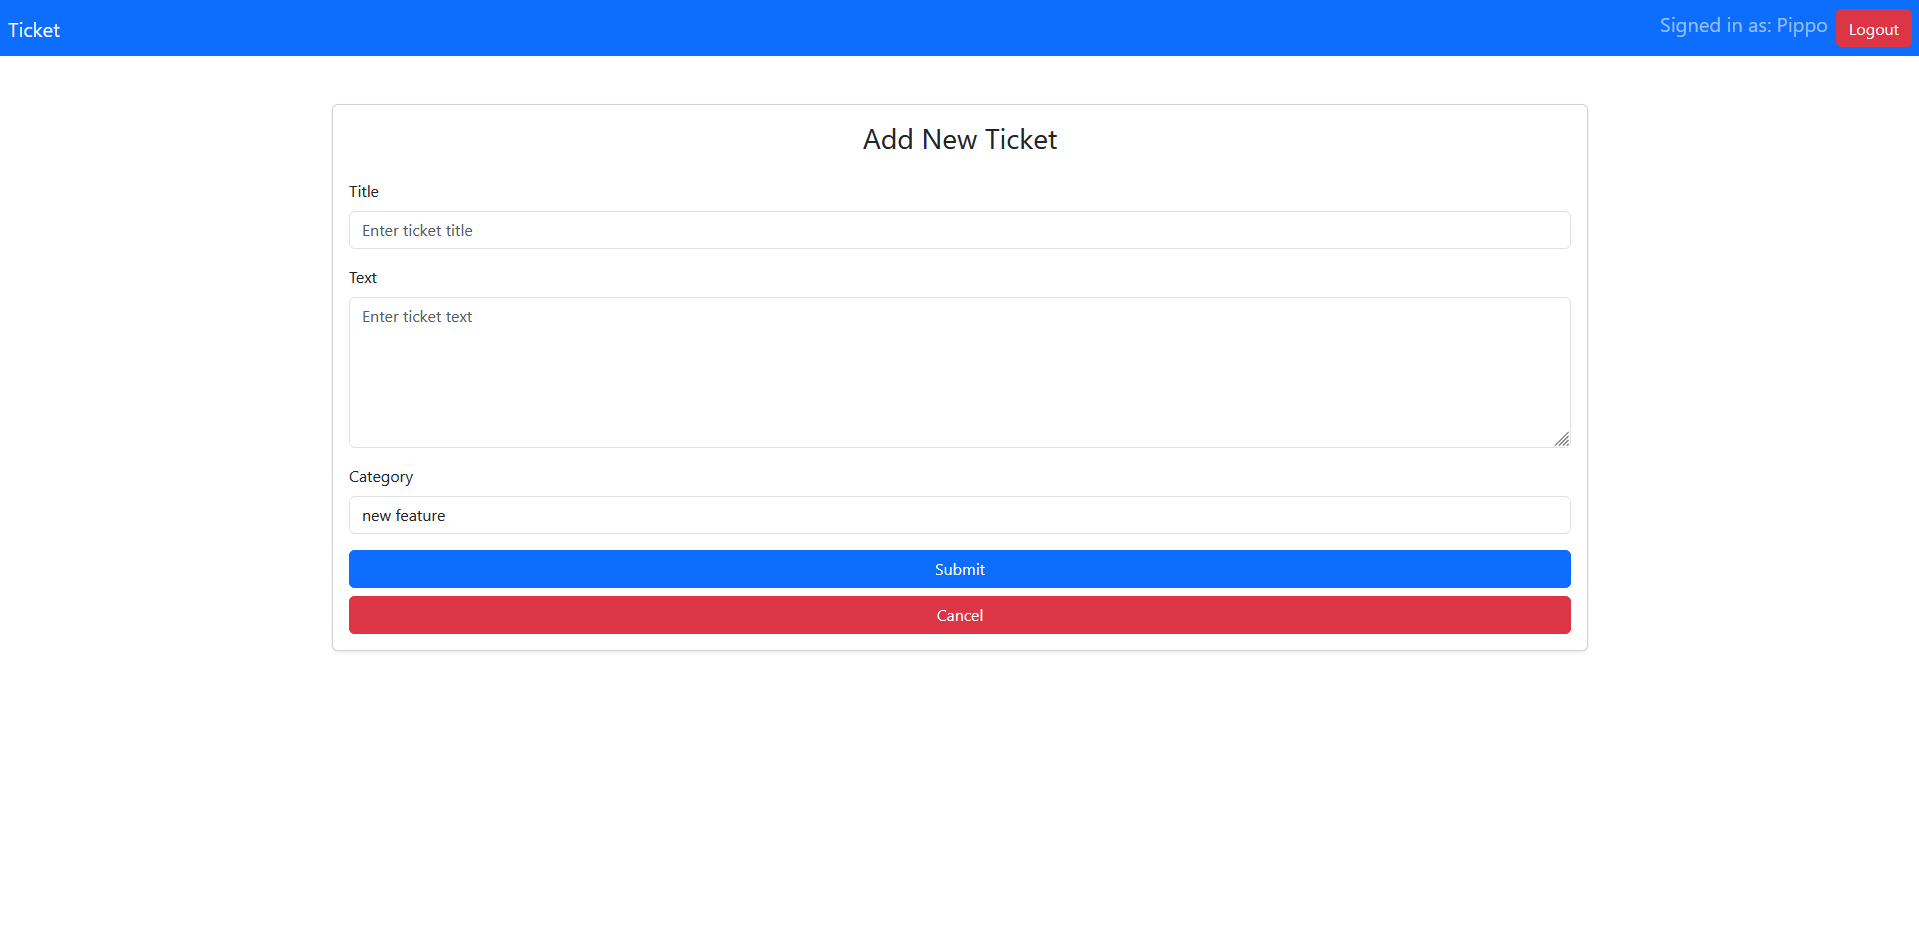 Ticket
Signed in as: Pippo
Logout
Add New Ticket
Title
Enter ticket title
Text
Enter ticket text
Category
new feature
Submit
Cancel